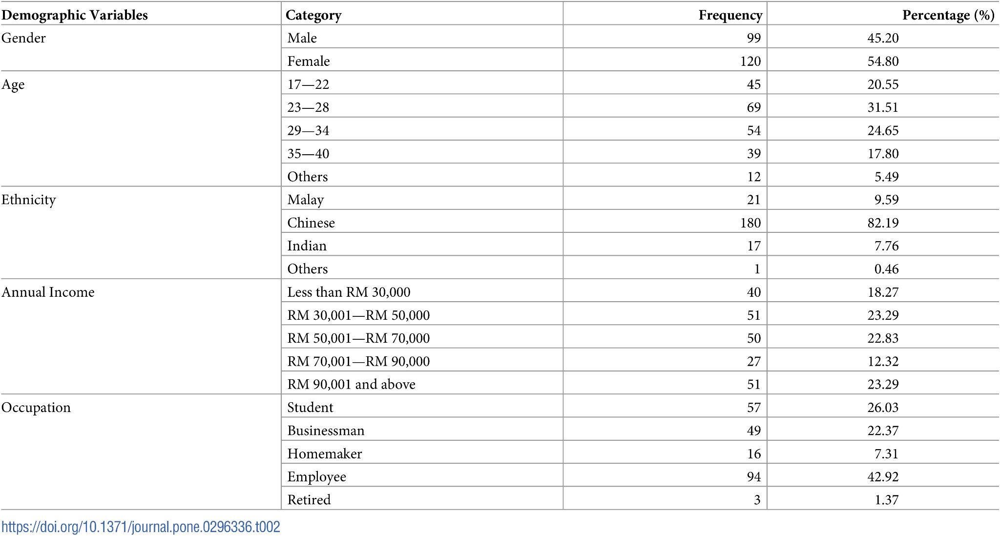 Demographic Variables Category Frequency Percentage (%)
Gender Male 99 45.20
Female 120 54.80
Age 17—22 45 20.55
23—28 69 31.51
29—34 54 24.65
35—40 39 17.80
Others 12 5.49
Ethnicity Malay 21 9.59
Chinese 180 82.19
Indian 17 7.76
Others 1 0.46
Annual Income Less than RM 30,000 40 18.27
RM 30,001—RM 50,000 51 23.29
RM 50,001—RM 70,000 50 22.83
RM 70,001—RM 90,000 27 12.32
RM 90,001 and above 51 23.29
Occupation Student 57 26.03
Businessman 49 22.37
Homemaker 16 7.31
Employee 94 42.92
Retired 3 1.37
https://doi.org/10.1371/journal.pone.0296336.t002